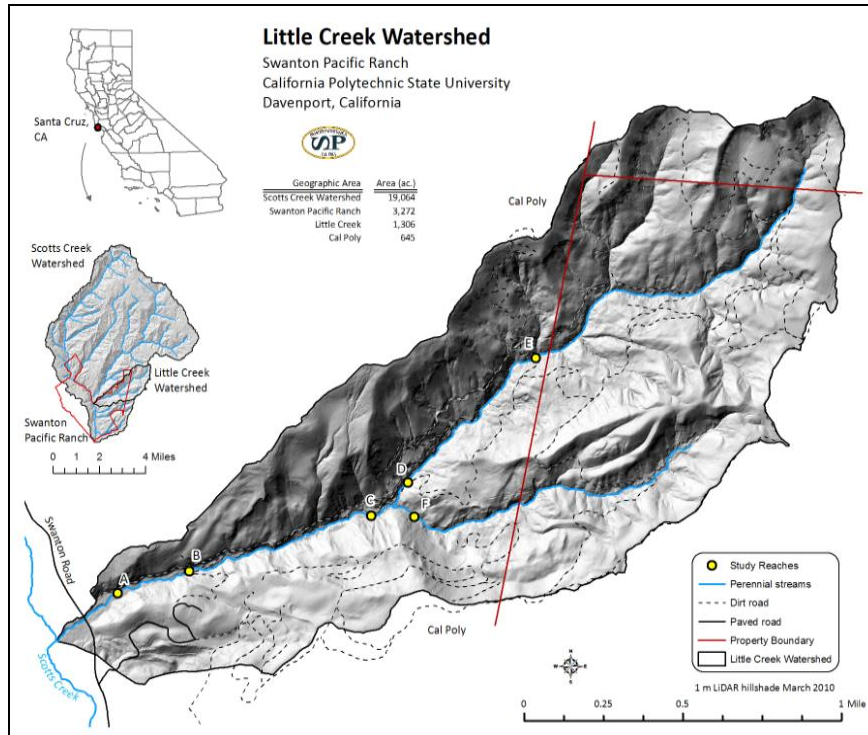 Little Creek Watershed
Swanton Pacific Ranch
California Polytechnic State University
Davenport, California
Santa Cruz,
CA
SP
Geographic Area Area (ac.)
Scotts Creek Watershed 19,064
Swanton Pacific Ranch 3,272
Little Creek 1,306
Cal Poly 645
Cal Poly
Scotts Creek
Watershed
Little Creek
Watershed
Swanton
Pacific Ranch
0 1 2 4 Miles
E
D
C
F
B
A
Swanton Road
Scotts Creek
Cal Poly
Study Reaches
Perennial streams
Dirt road
Paved road
Property Boundary
Little Creek Watershed
N
W E
S
1 m LiDAR hillshade March 2010
0 0.25 0.5 1 Mile